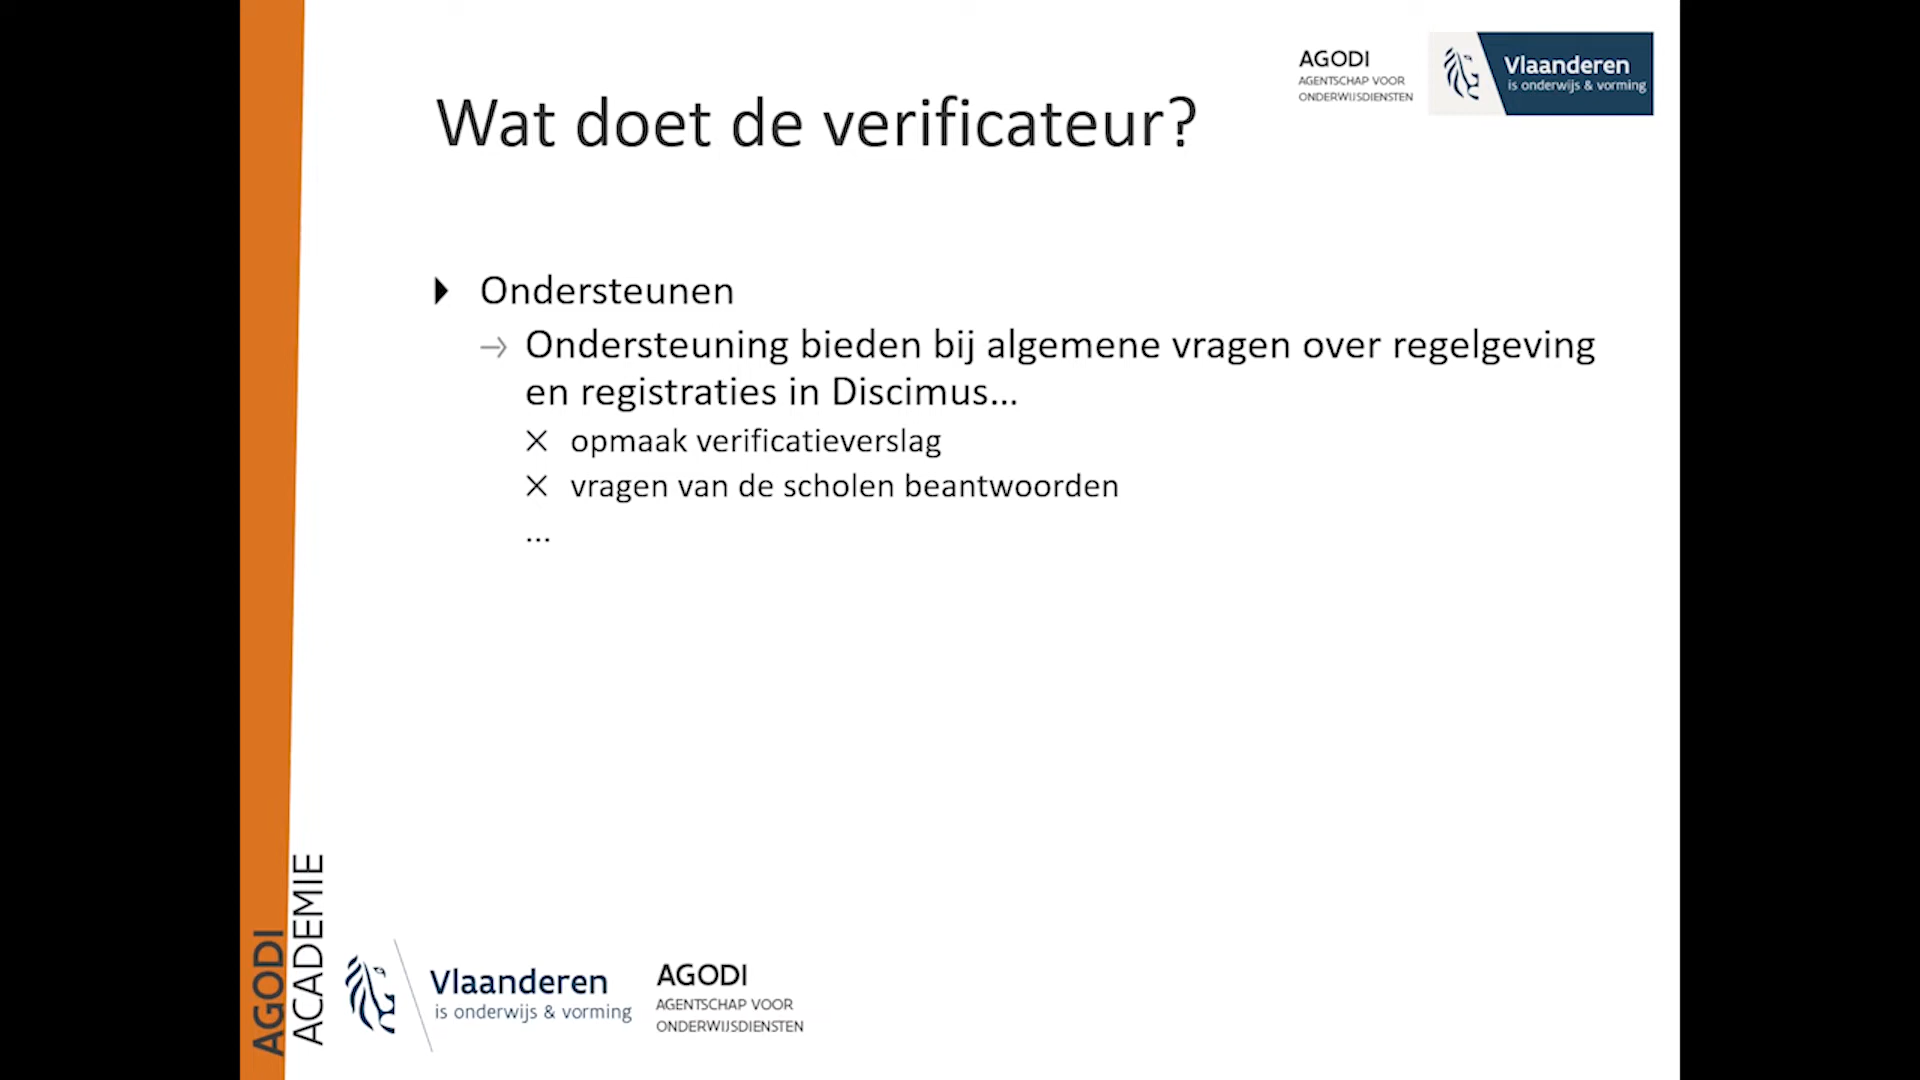 AGODI
AGENTSCHAP VOOR
ONDERWIJSDIENSTEN
Vlaanderen
is onderwijs & vorming
Wat doet de verificateur?
Ondersteunen
→ Ondersteuning bieden bij algemene vragen over regelgeving
en registraties in Discimus...
× opmaak verificatieverslag
× vragen van de scholen beantwoorden
...
AGODI
ACADEMIE
Vlaanderen
is onderwijs & vorming
AGODI
AGENTSCHAP VOOR
ONDERWIJSDIENSTEN